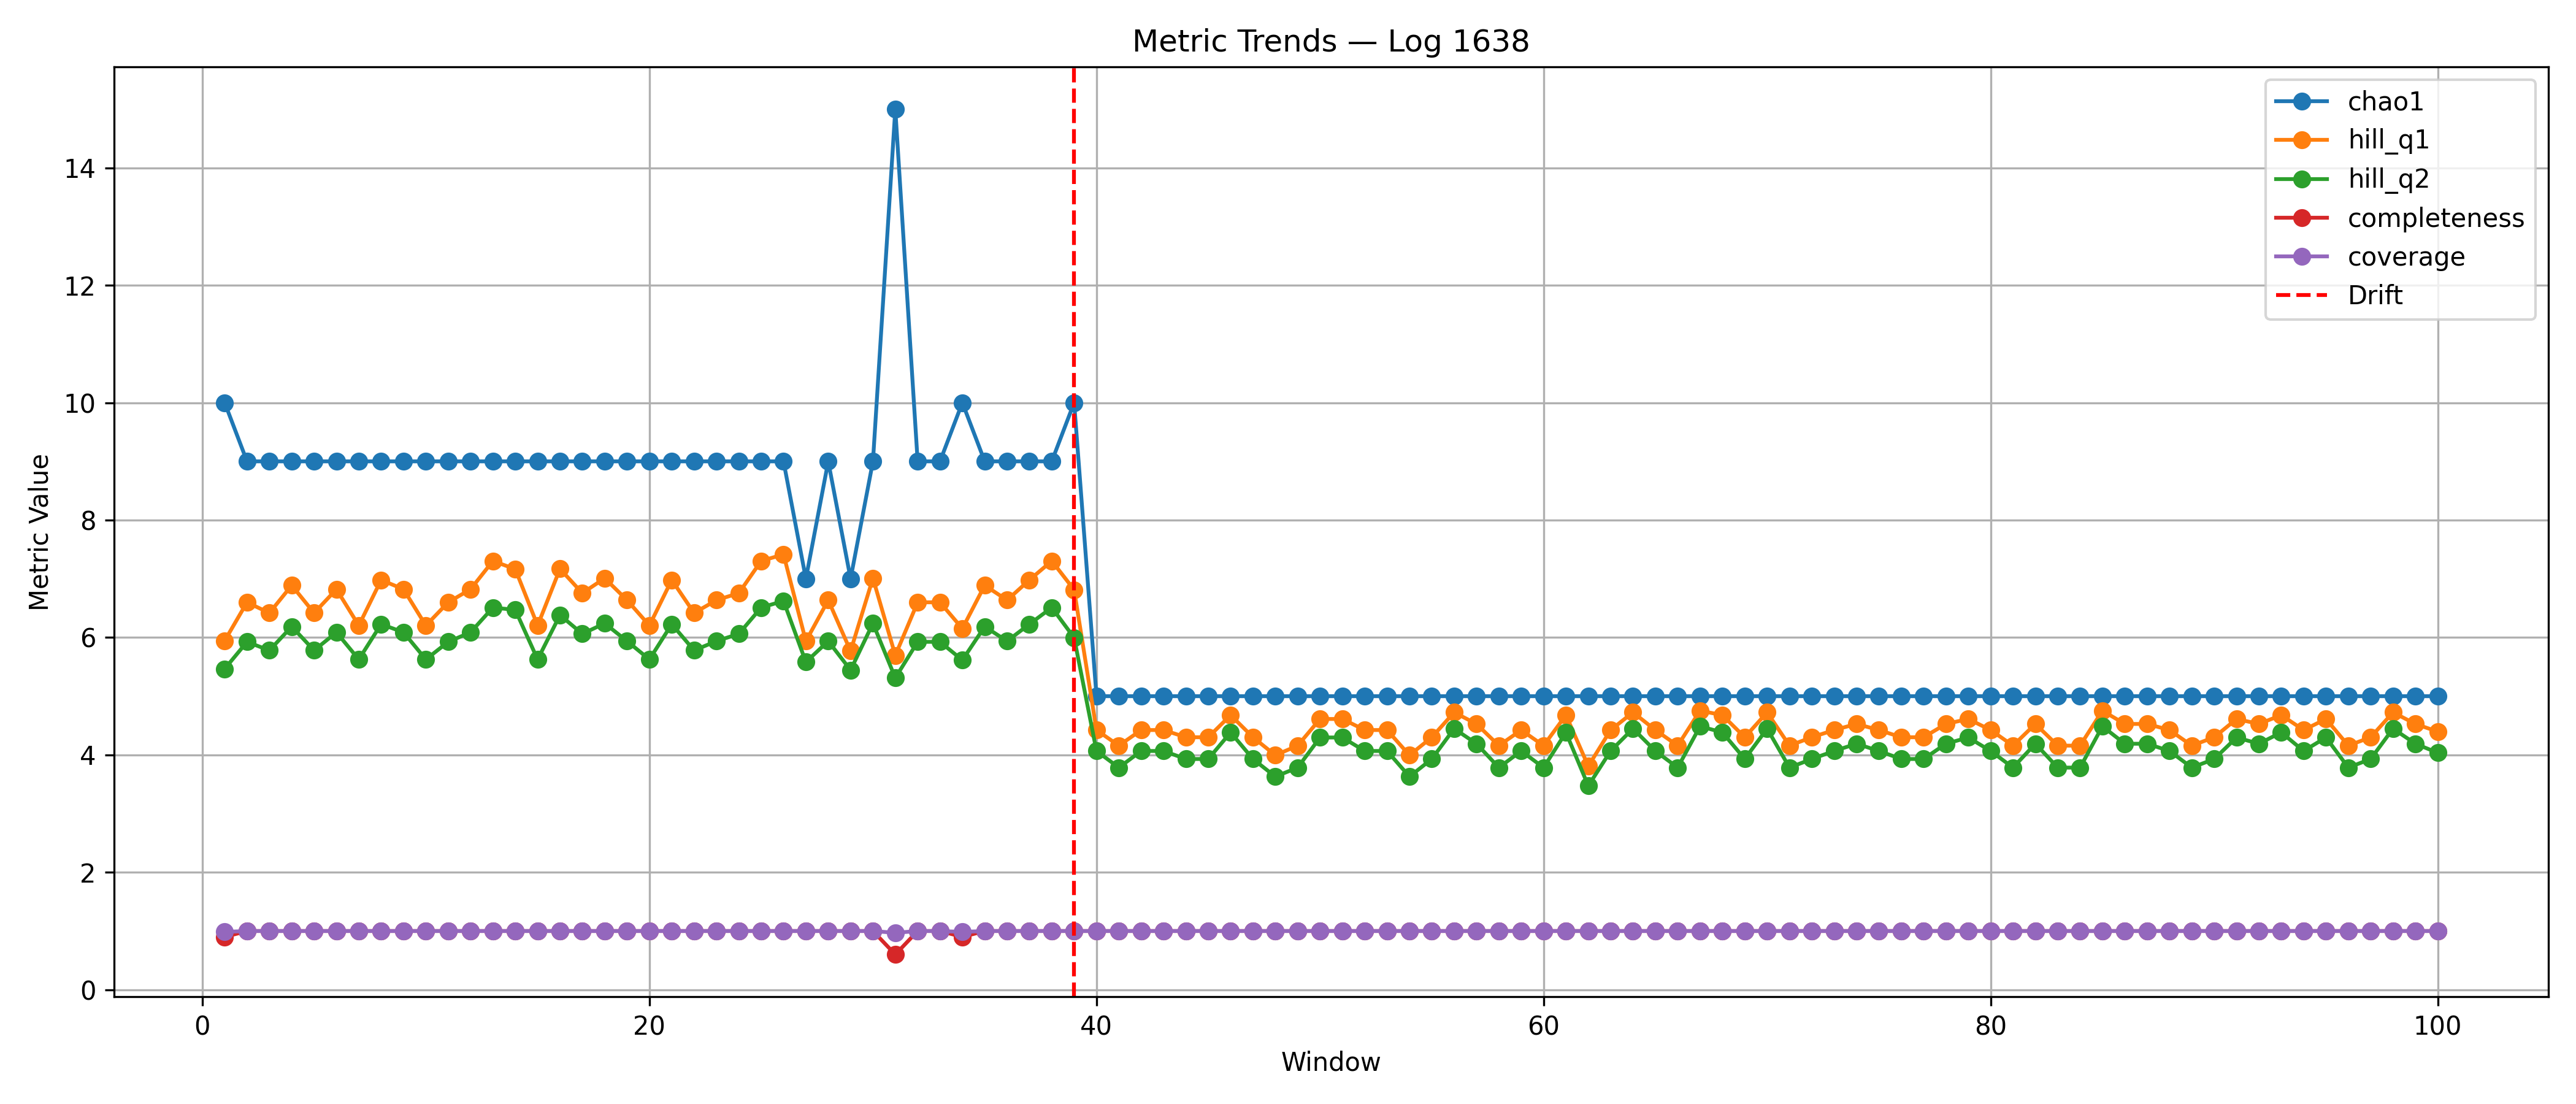 Metric Trends — Log 1638
chao1
hill_q1
hill_q2
completeness
coverage
Drift
Metric Value
14
12
10
8
6
4
2
0
0 20 40 60 80 100
Window